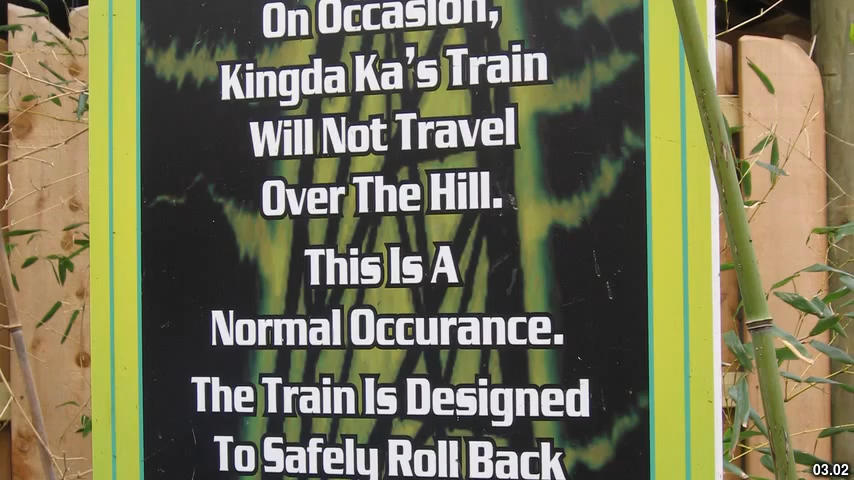 On Occasion,
Kingda Ka's Train
Will Not Travel
Over The Hill.
This Is A
Normal Occurance.
The Train Is Designed
To Safely Roll Back
03.02